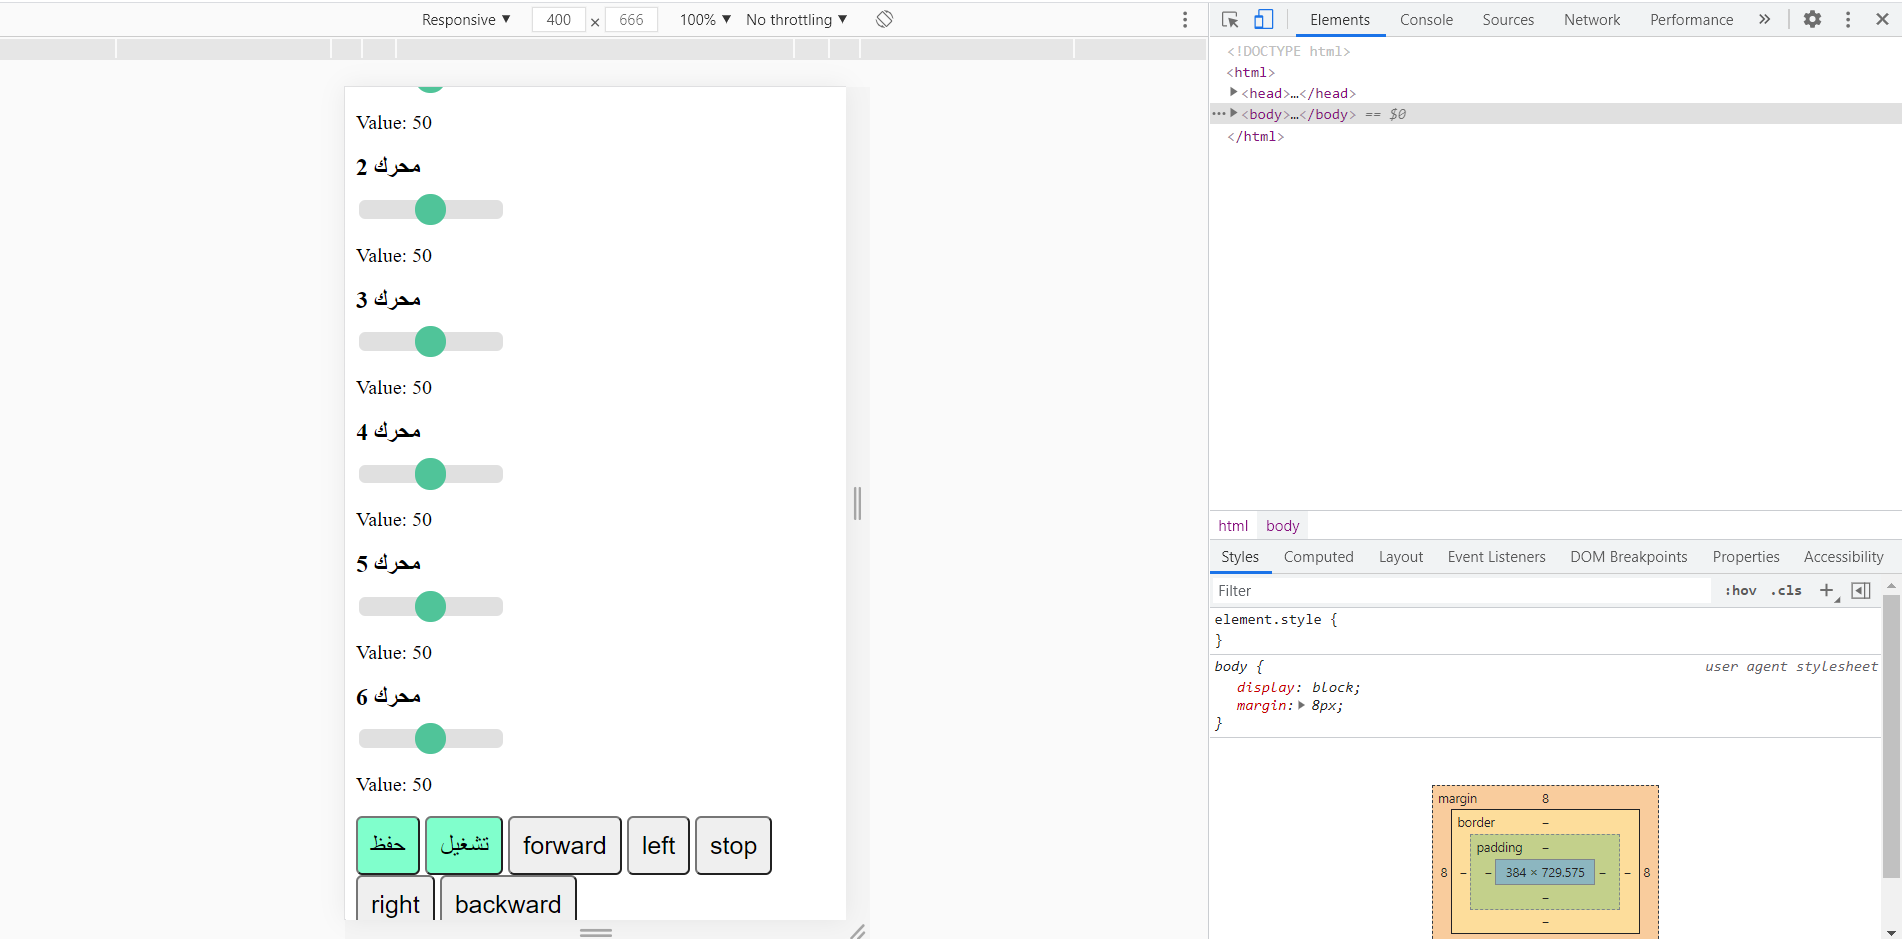 Responsive ▼ 400 × 666 100% ▼ No throttling ▼
Value: 50
محرك 2
Value: 50
محرك 3
Value: 50
محرك 4
Value: 50
محرك 5
Value: 50
محرك 6
Value: 50
حفظ تشغيل forward left stop
right backward
Elements Console Sources Network Performance »
<!DOCTYPE html>
<html>
<head>…</head>
<body>…</body> == $0
</html>
html body
Styles Computed Layout Event Listeners DOM Breakpoints Properties Accessibility
Filter :hov .cls +
element.style {
}
body { user agent stylesheet
display: block;
margin: 8px;
}
margin 8
border –
padding –
8 – – 384 × 729.575 – – 8
–
–